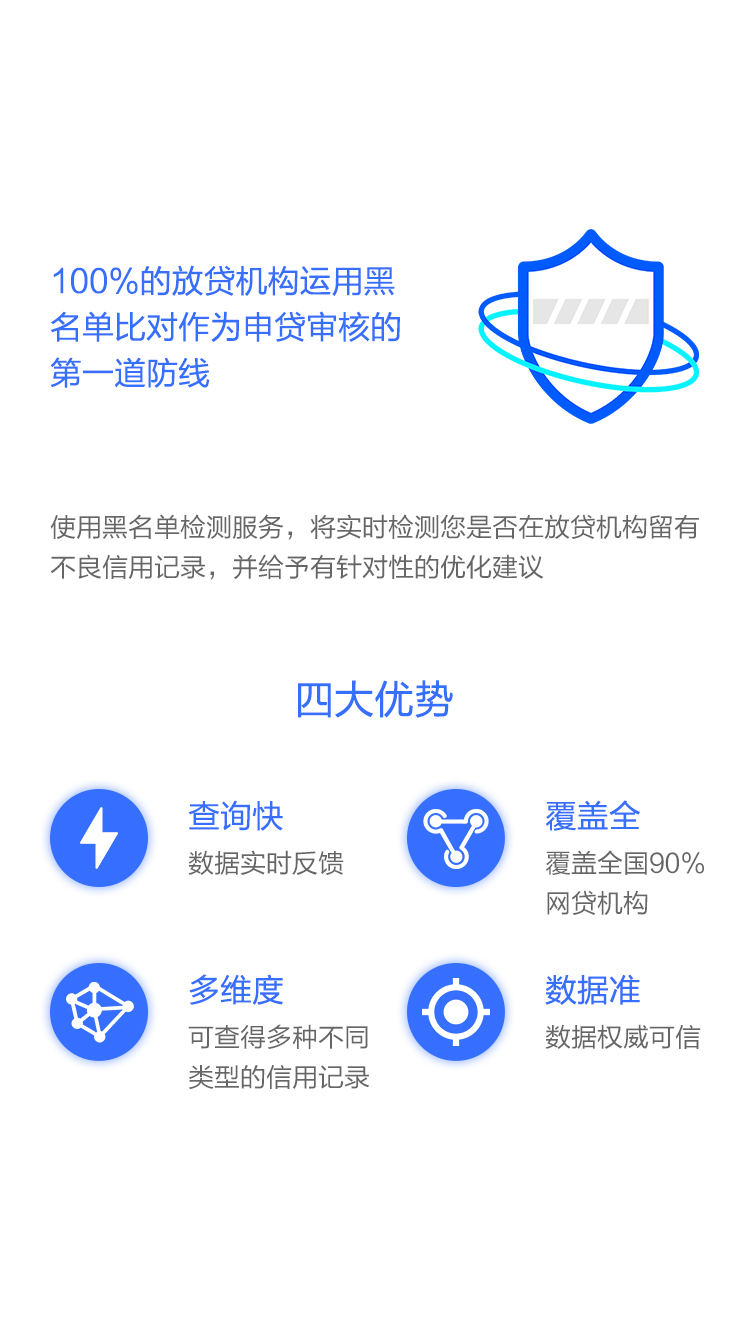 100%的放贷机构运用黑
名单比对作为申贷审核的
第一道防线
使用黑名单检测服务，将实时检测您是否在放贷机构留有
不良信用记录，并给予有针对性的优化建议
四大优势
查询快
数据实时反馈
覆盖全
覆盖全国90%
网贷机构
多维度
可查得多种不同
类型的信用记录
数据准
数据权威可信